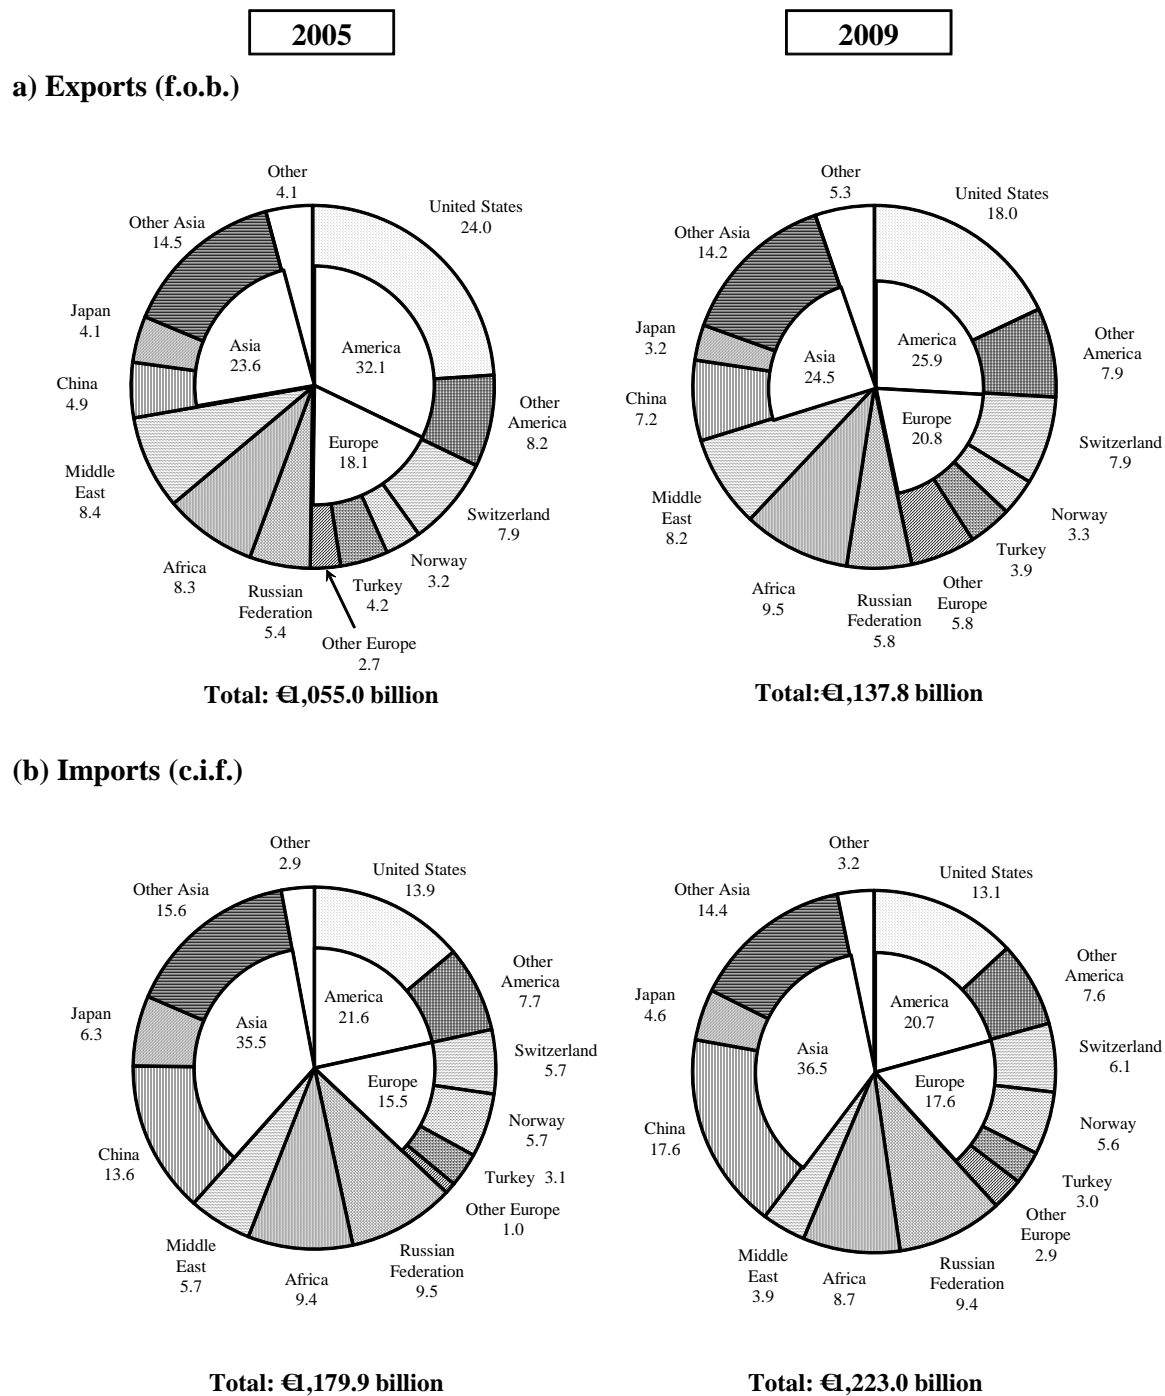 2005
2009
a) Exports (f.o.b.)
Other
4.1
United States
24.0
Other Asia
14.5
Japan
4.1
Asia
23.6
America
32.1
China
4.9
Other
America
8.2
Europe
18.1
Middle
East
8.4
Switzerland
7.9
Norway
3.2
Africa
8.3
Russian
Federation
5.4
Turkey
4.2
Other Europe
2.7
Total: €1,055.0 billion
Other
5.3
United States
18.0
Other Asia
14.2
Japan
3.2
Asia
24.5
America
25.9
Other
America
7.9
China
7.2
Europe
20.8
Switzerland
7.9
Middle
East
8.2
Norway
3.3
Turkey
3.9
Africa
9.5
Russian
Federation
5.8
Other
Europe
5.8
Total:€1,137.8 billion
(b) Imports (c.i.f.)
Other
2.9
United States
13.9
Other Asia
15.6
Other
America
7.7
Japan
6.3
Asia
35.5
America
21.6
Switzerland
5.7
Europe
15.5
Norway
5.7
China
13.6
Turkey 3.1
Other Europe
1.0
Middle
East
5.7
Africa
9.4
Russian
Federation
9.5
Total: €1,179.9 billion
Other
3.2
United States
13.1
Other Asia
14.4
Other
America
7.6
Japan
4.6
America
20.7
Asia
36.5
Switzerland
6.1
Europe
17.6
China
17.6
Norway
5.6
Turkey
3.0
Other
Europe
2.9
Middle
East
3.9
Africa
8.7
Russian
Federation
9.4
Total: €1,223.0 billion